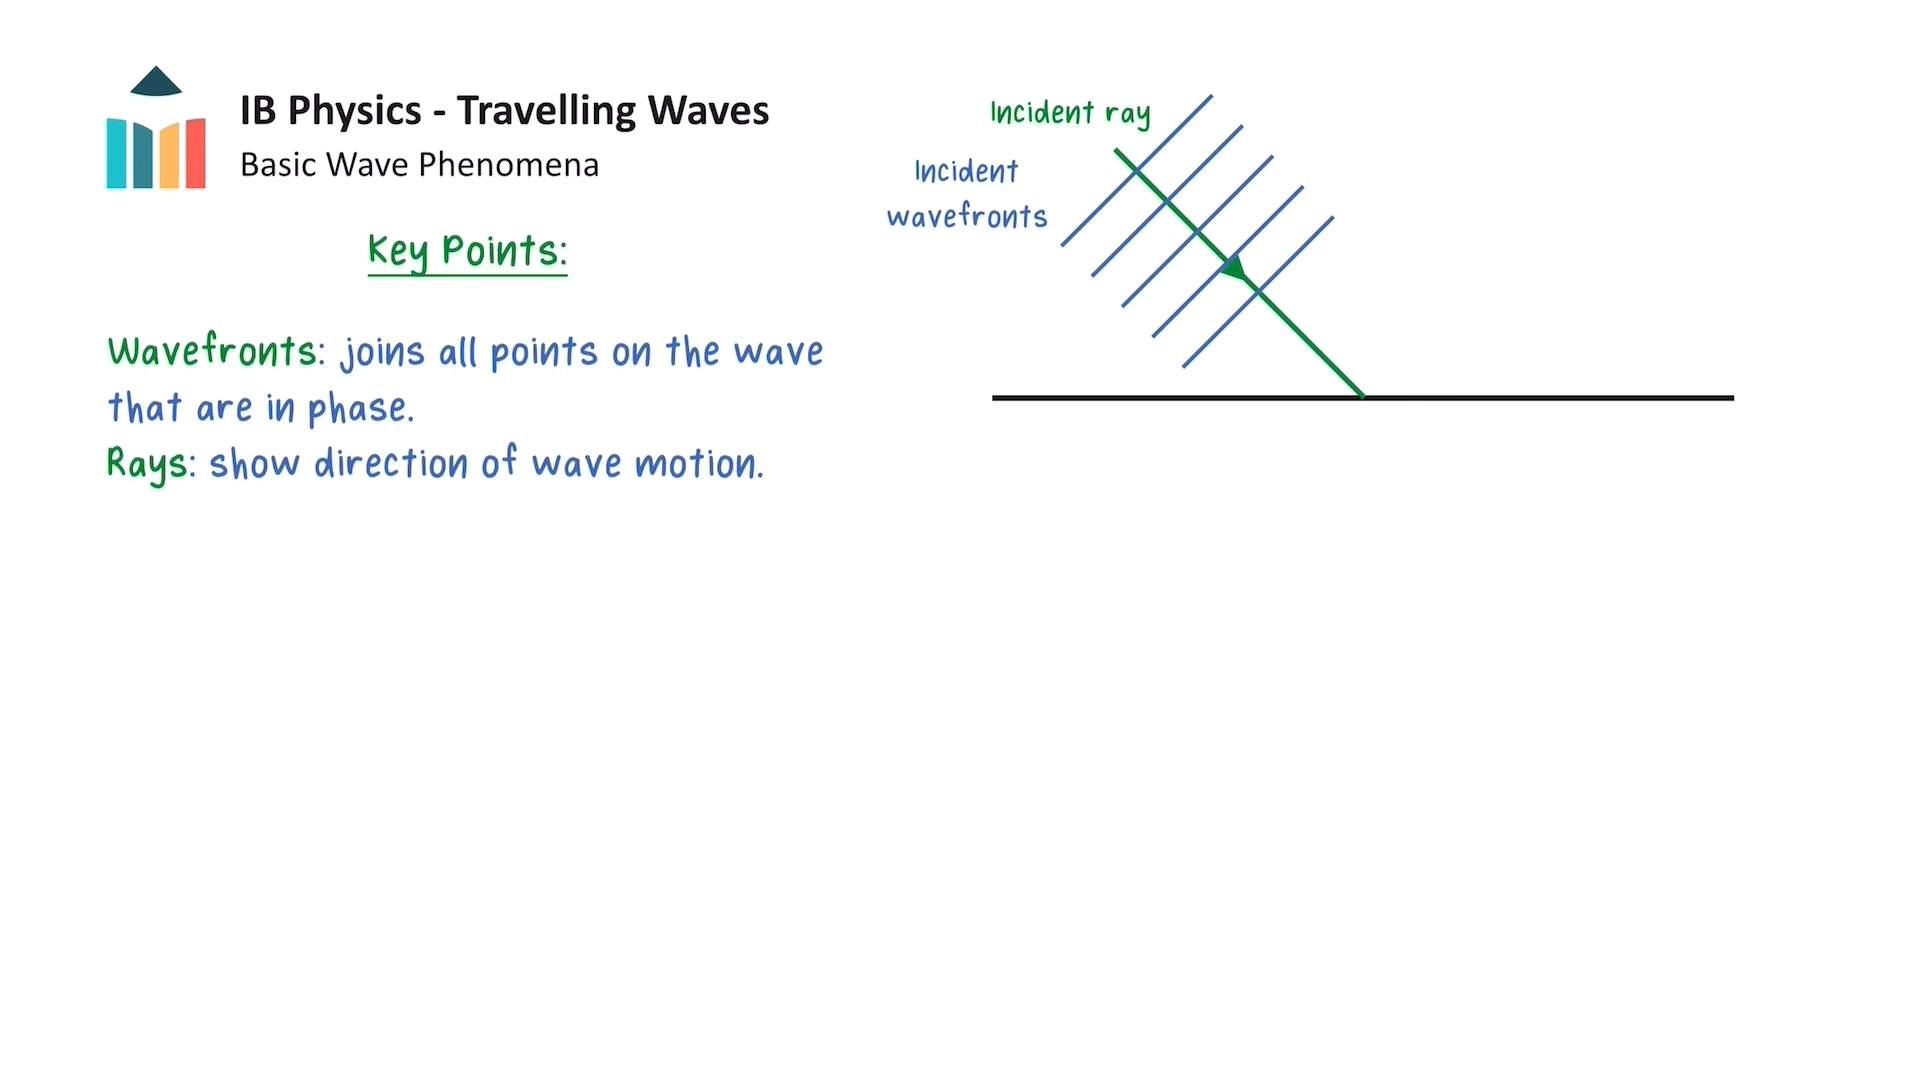 IB Physics - Travelling Waves
Basic Wave Phenomena
Key Points:
Wavefronts: joins all points on the wave
that are in phase.
Rays: show direction of wave motion.
Incident ray
Incident
wavefronts